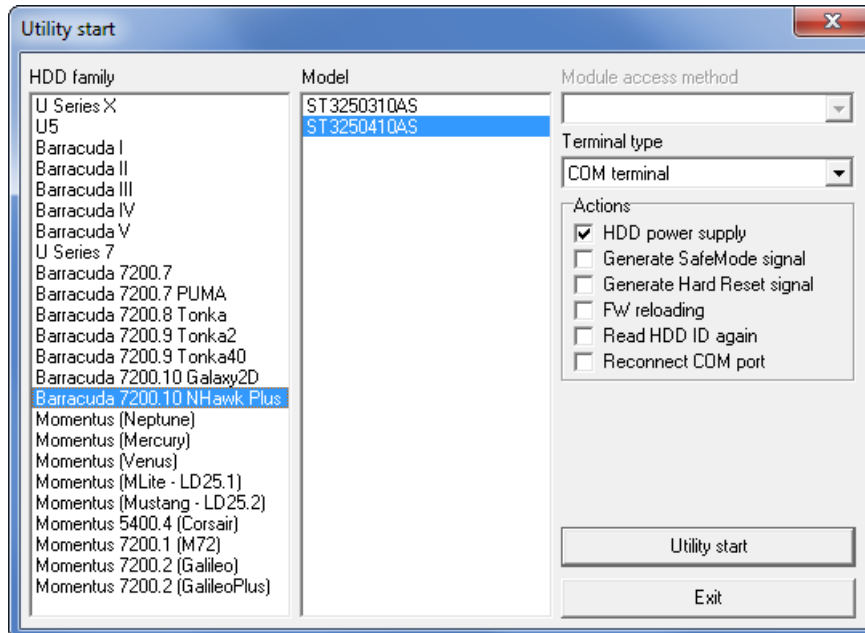 Utility start
HDD family
U Series X
U5
Barracuda I
Barracuda II
Barracuda III
Barracuda IV
Barracuda V
U Series 7
Barracuda 7200.7
Barracuda 7200.7 PUMA
Barracuda 7200.8 Tonka
Barracuda 7200.9 Tonka2
Barracuda 7200.9 Tonka40
Barracuda 7200.10 Galaxy2D
Barracuda 7200.10 NHawk Plus
Momentus (Neptune)
Momentus (Mercury)
Momentus (Venus)
Momentus (MLite - LD25.1)
Momentus (Mustang - LD25.2)
Momentus 5400.4 (Corsair)
Momentus 7200.1 (M72)
Momentus 7200.2 (Galileo)
Momentus 7200.2 (GalileoPlus)
Model
ST3250310AS
ST3250410AS
Module access method
Terminal type
COM terminal
Actions
HDD power supply
Generate SafeMode signal
Generate Hard Reset signal
FW reloading
Read HDD ID again
Reconnect COM port
Utility start
Exit